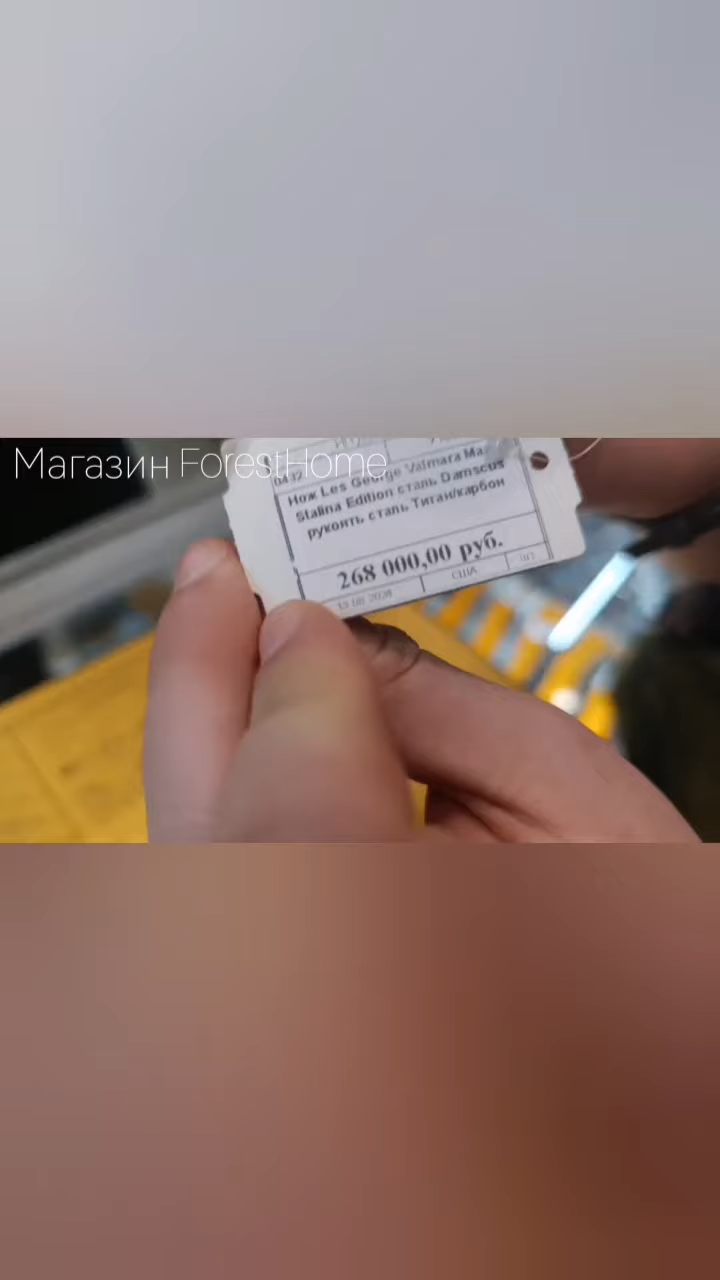 Магазин ForestHome
Нож Les George Valmara Ma
Stalina Edition сталь Damscus
рукоять сталь Титан/карбон
268 000,00 руб.
США
шт